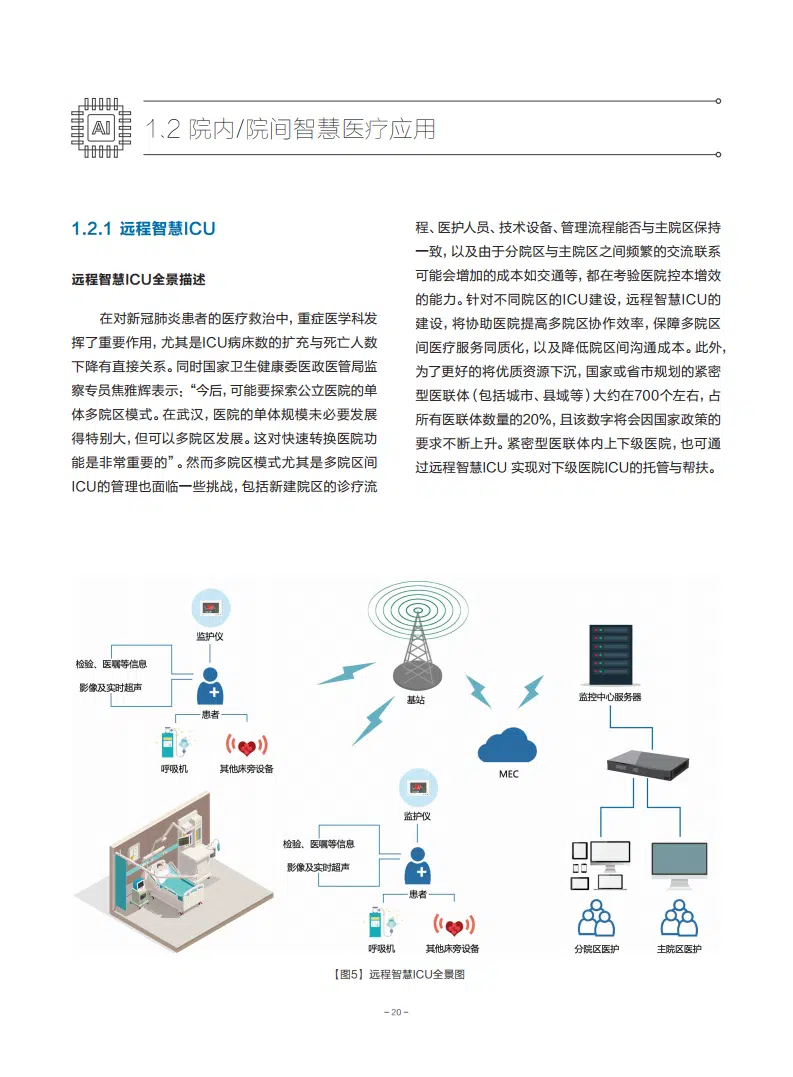 AI
1.2 院内/院间智慧医疗应用
1.2.1 远程智慧ICU
远程智慧ICU全景描述
在对新冠肺炎患者的医疗救治中，重症医学科发
挥了重要作用，尤其是ICU病床数的扩充与死亡人数
下降有直接关系。同时国家卫生健康委医政医管局监
察专员焦雅辉表示：“今后，可能要探索公立医院的单
体多院区模式。在武汉，医院的单体规模未必要发展
得特别大，但可以多院区发展。这对快速转换医院功
能是非常重要的”。然而多院区模式尤其是多院区间
ICU的管理也面临一些挑战，包括新建院区的诊疗流
程、医护人员、技术设备、管理流程能否与主院区保持
一致，以及由于分院区与主院区之间频繁的交流联系
可能会增加的成本如交通等，都在考验医院控本增效
的能力。针对不同院区的ICU建设，远程智慧ICU的
建设，将协助医院提高多院区协作效率，保障多院区
间医疗服务同质化，以及降低院区间沟通成本。此外，
为了更好的将优质资源下沉，国家或省市规划的紧密
型医联体（包括城市、县域等）大约在700个左右，占
所有医联体数量的20%，且该数字将会因国家政策的
要求不断上升。紧密型医联体内上下级医院，也可通
过远程智慧ICU 实现对下级医院ICU的托管与帮扶。
监护仪
检验、医嘱等信息
影像及实时超声
患者
呼吸机
其他床旁设备
基站
MEC
监控中心服务器
监护仪
检验、医嘱等信息
影像及实时超声
患者
呼吸机
其他床旁设备
分院区医护
主院区医护
【图5】远程智慧ICU全景图
– 20 –